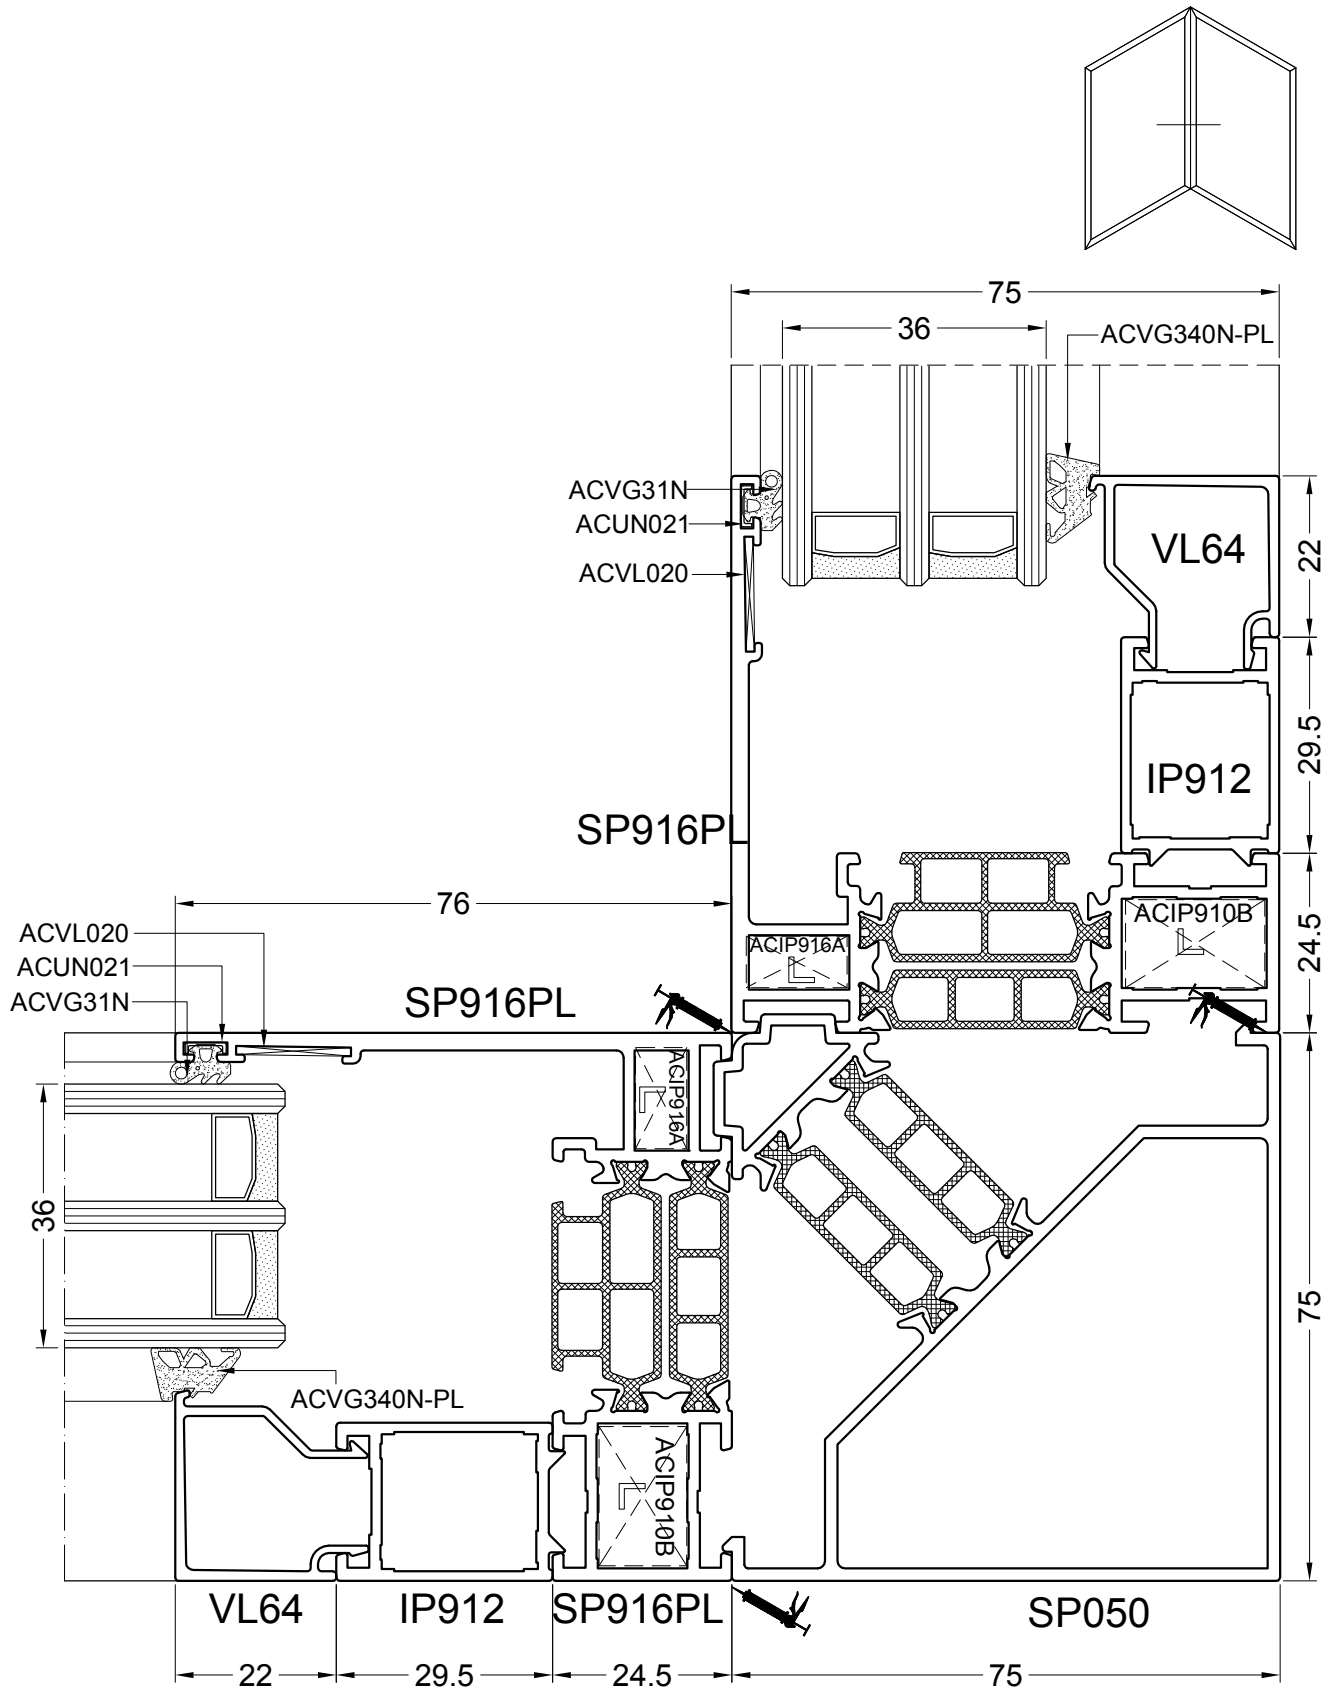 75
36
ACVG340N-PL
ACVG31N
ACUN021
ACVL020
VL64
22
IP912
29.5
SP916PL
76
ACIP910B
ACIP916A
24.5
ACVL020
ACUN021
ACVG31N
SP916PL
ACIP916A
36
75
ACVG340N-PL
ACIP910B
VL64
IP912
SP916PL
SP050
22
29.5
24.5
75